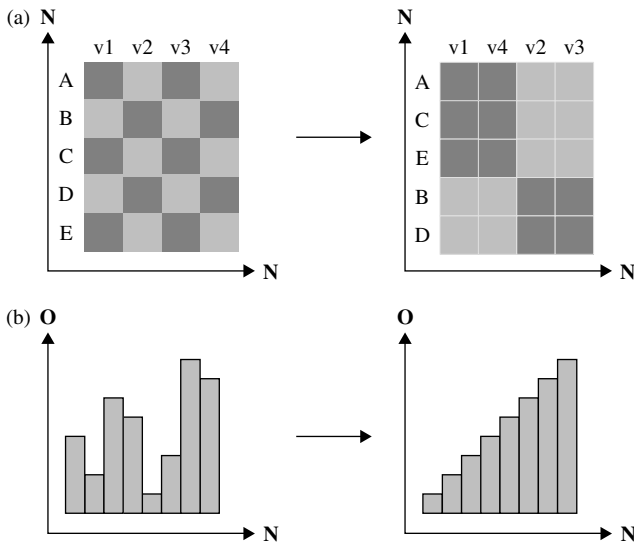 (a) N N
v1 v2 v3 v4 v1 v4 v2 v3
A A
B C
C E
D B
E D
N N
(b) O O
N N